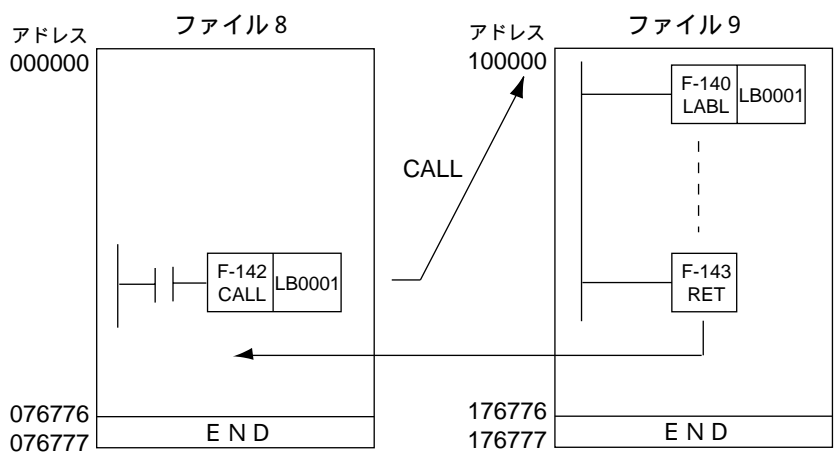 アドレス
ファイル8
000000
F-142
CALL
LB0001
076776
076777
END
CALL
アドレス
ファイル9
100000
F-140
LABL
LB0001
F-143
RET
176776
176777
END